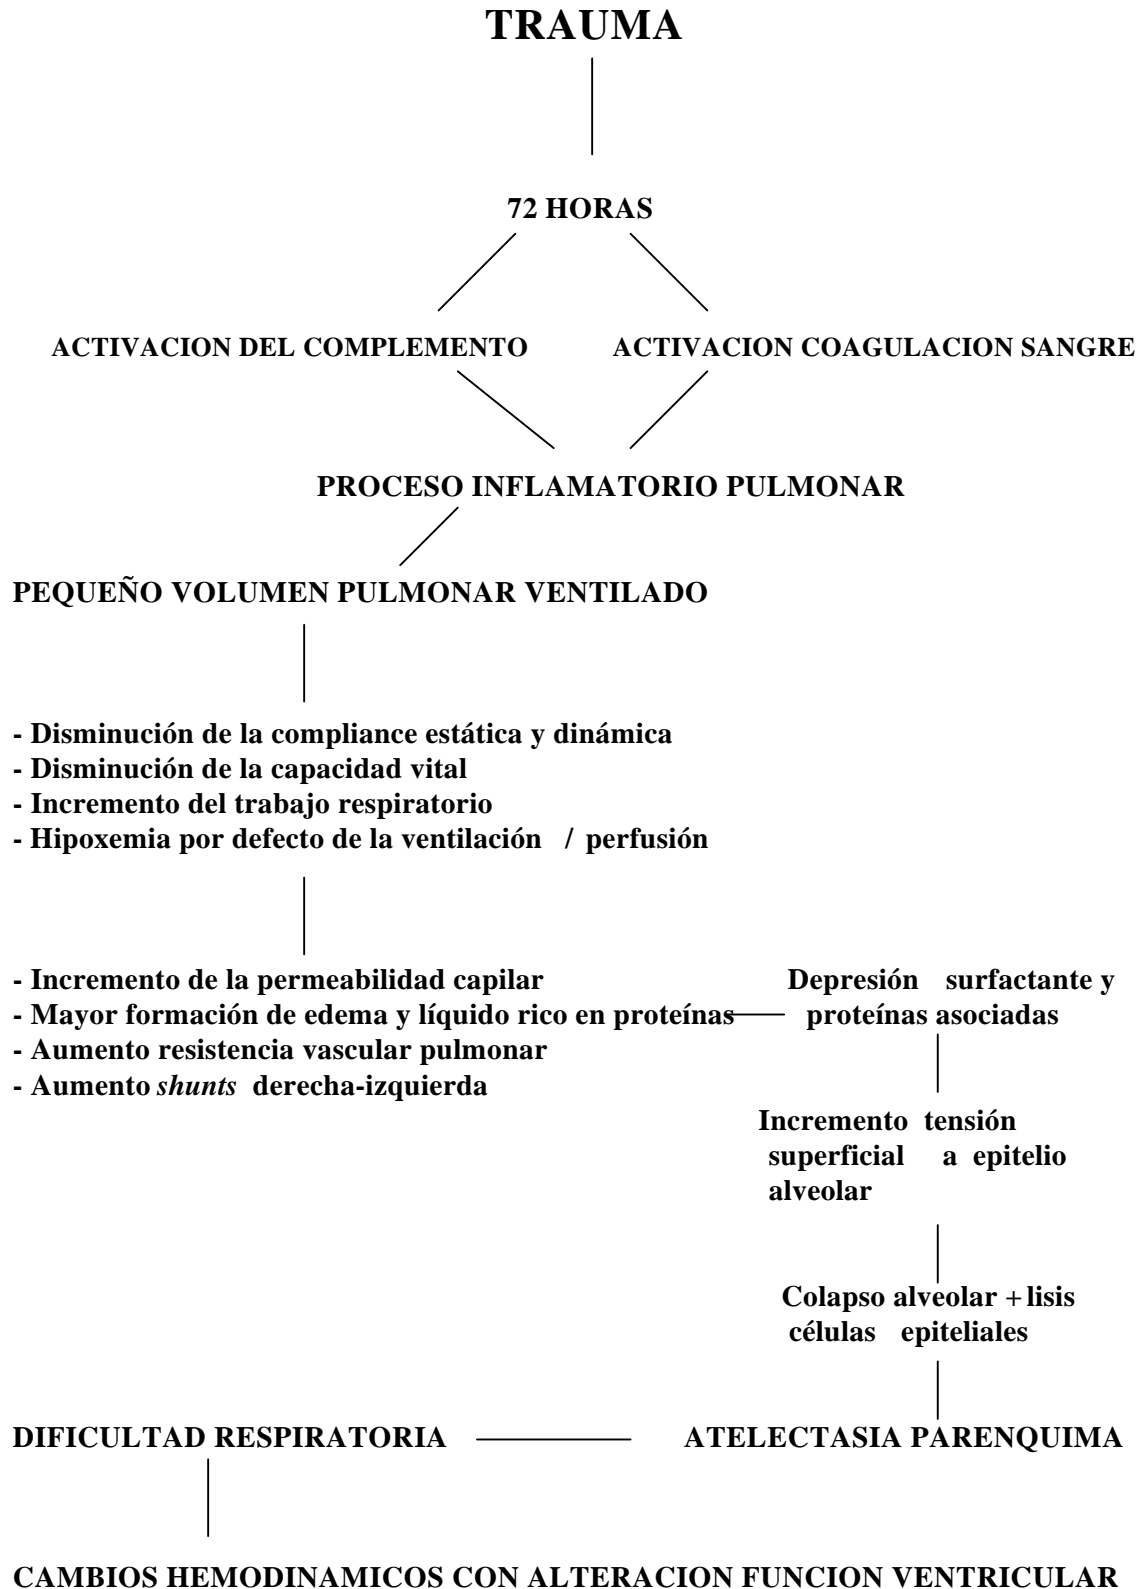 TRAUMA
72 HORAS
ACTIVACION DEL COMPLEMENTO
ACTIVACION COAGULACION SANGRE
PROCESO INFLAMATORIO PULMONAR
PEQUEÑO VOLUMEN PULMONAR VENTILADO
- Disminución de la compliance estática y dinámica
- Disminución de la capacidad vital
- Incremento del trabajo respiratorio
- Hipoxemia por defecto de la ventilación / perfusión
- Incremento de la permeabilidad capilar
- Mayor formación de edema y líquido rico en proteínas
- Aumento resistencia vascular pulmonar
- Aumento shunts derecha-izquierda
Depresión surfactante y
proteínas asociadas
Incremento tensión
superficial a epitelio
alveolar
Colapso alveolar + lisis
células epiteliales
DIFICULTAD RESPIRATORIA
ATELECTASIA PARENQUIMA
CAMBIOS HEMODINAMICOS CON ALTERACION FUNCION VENTRICULAR